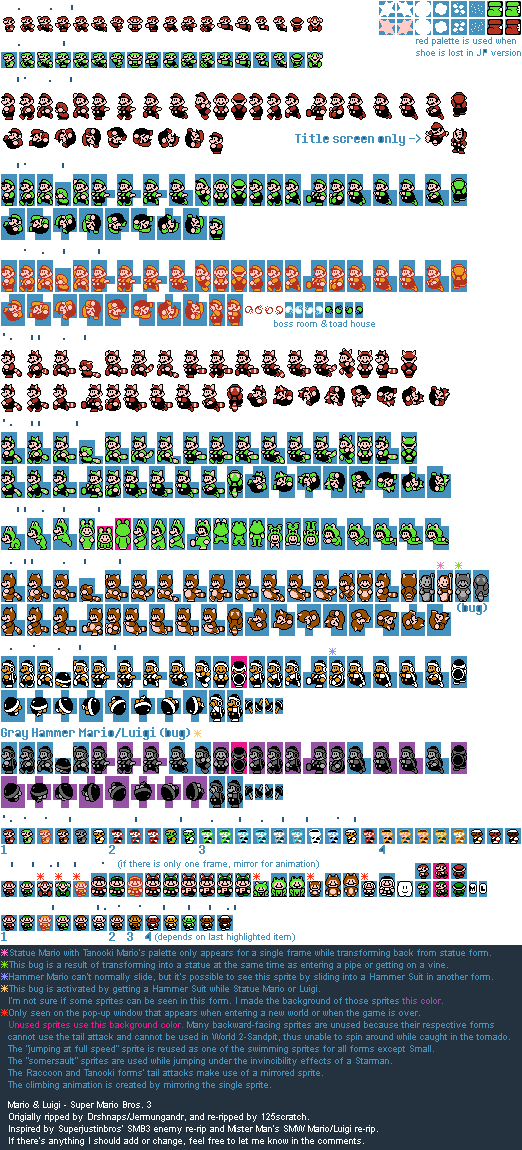 red palette is used when
shoe is lost in JP version
Title screen only ->
boss room & toad house
(bug)
Gray Hammer Mario/Luigi (bug)
1 2 3 4
(if there is only one frame, mirror for animation)
M L
1 2 3 4 (depends on last highlighted item)
Statue Mario with Tanooki Mario's palette only appears for a single frame while transforming back from statue form.
This bug is a result of transforming into a statue at the same time as entering a pipe or getting on a vine.
Hammer Mario can't normally slide, but it's possible to see this sprite by sliding into a Hammer Suit in another form.
This bug is activated by getting a Hammer Suit while Statue Mario or Luigi.
I'm not sure if some sprites can be seen in this form. I made the background of those sprites this color.
Only seen on the pop-up window that appears when entering a new world or when the game is over.
Unused sprites use this background color. Many backward-facing sprites are unused because their respective forms
cannot use the tail attack and cannot be used in World 2-Sandpit, thus unable to spin around while caught in the tornado.
The "jumping at full speed" sprite is reused as one of the swimming sprites for all forms except Small.
The "somersault" sprites are used while jumping under the invincibility effects of a Starman.
The Raccoon and Tanooki forms' tail attacks make use of a mirrored sprite.
The climbing animation is created by mirroring the single sprite.
Mario & Luigi - Super Mario Bros. 3
Origially ripped by Drshnaps/Jermungandr, and re-ripped by 125scratch.
Inspired by Superjustinbros' SMB3 enemy re-rip and Mister Man's SMW Mario/Luigi re-rip.
If there's anything I should add or change, feel free to let me know in the comments.